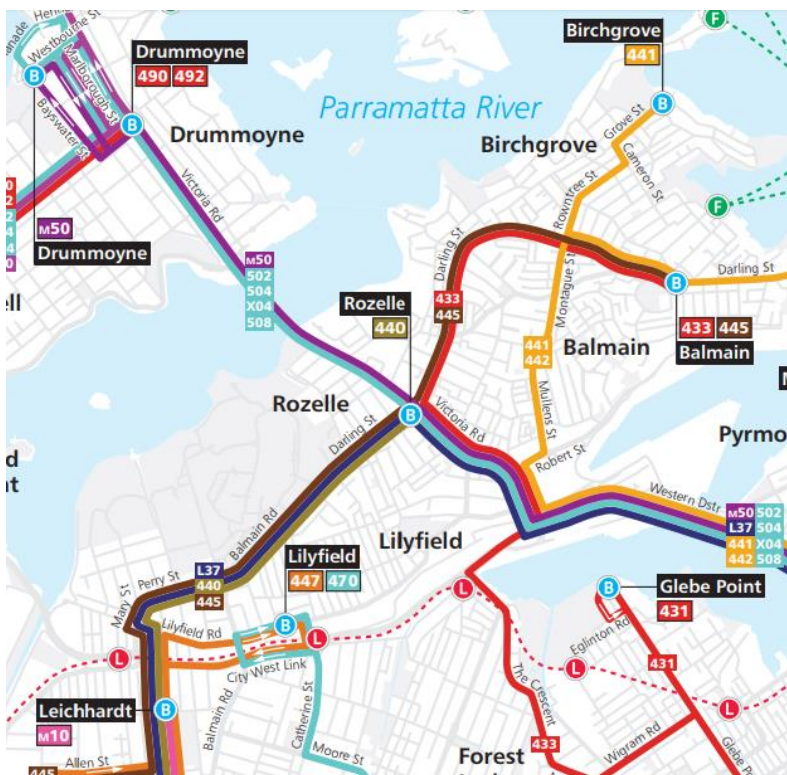 Henr
anade
Westbourne St
Marlborough St
Bayswater St
B
Drummoyne
490 492
B
Drummoyne
M50
Drummoyne
Victoria Rd
M50
502
504
X04
508
Parramatta River
Birchgrove
441
B
Grove St
Birchgrove
Cameron St
Rowntree St
F
F
Darling St
Montague St
433
445
B
Darling St
433 445
Balmain
Balmain
441
442
Mullens St
Robert St
ell
Rozelle
440
Rozelle
B
Darling St
Victoria Rd
Pyrmo
Western Dstr
M50 502
L37 504
441 X04
442 508
Balmain Rd
Lilyfield
Lilyfield
447 470
B
L37
440
445
Perry St
Mary St
Lilyfield Rd
City West Link
Balmain Rd
Catherine St
Moore St
L
L
L
L
L
B
Glebe Point
431
Eglinton Rd
431
The Crescent
433
Wigram Rd
Glebe Po
Forest
Leichhardt
M10
B
Allen St
445